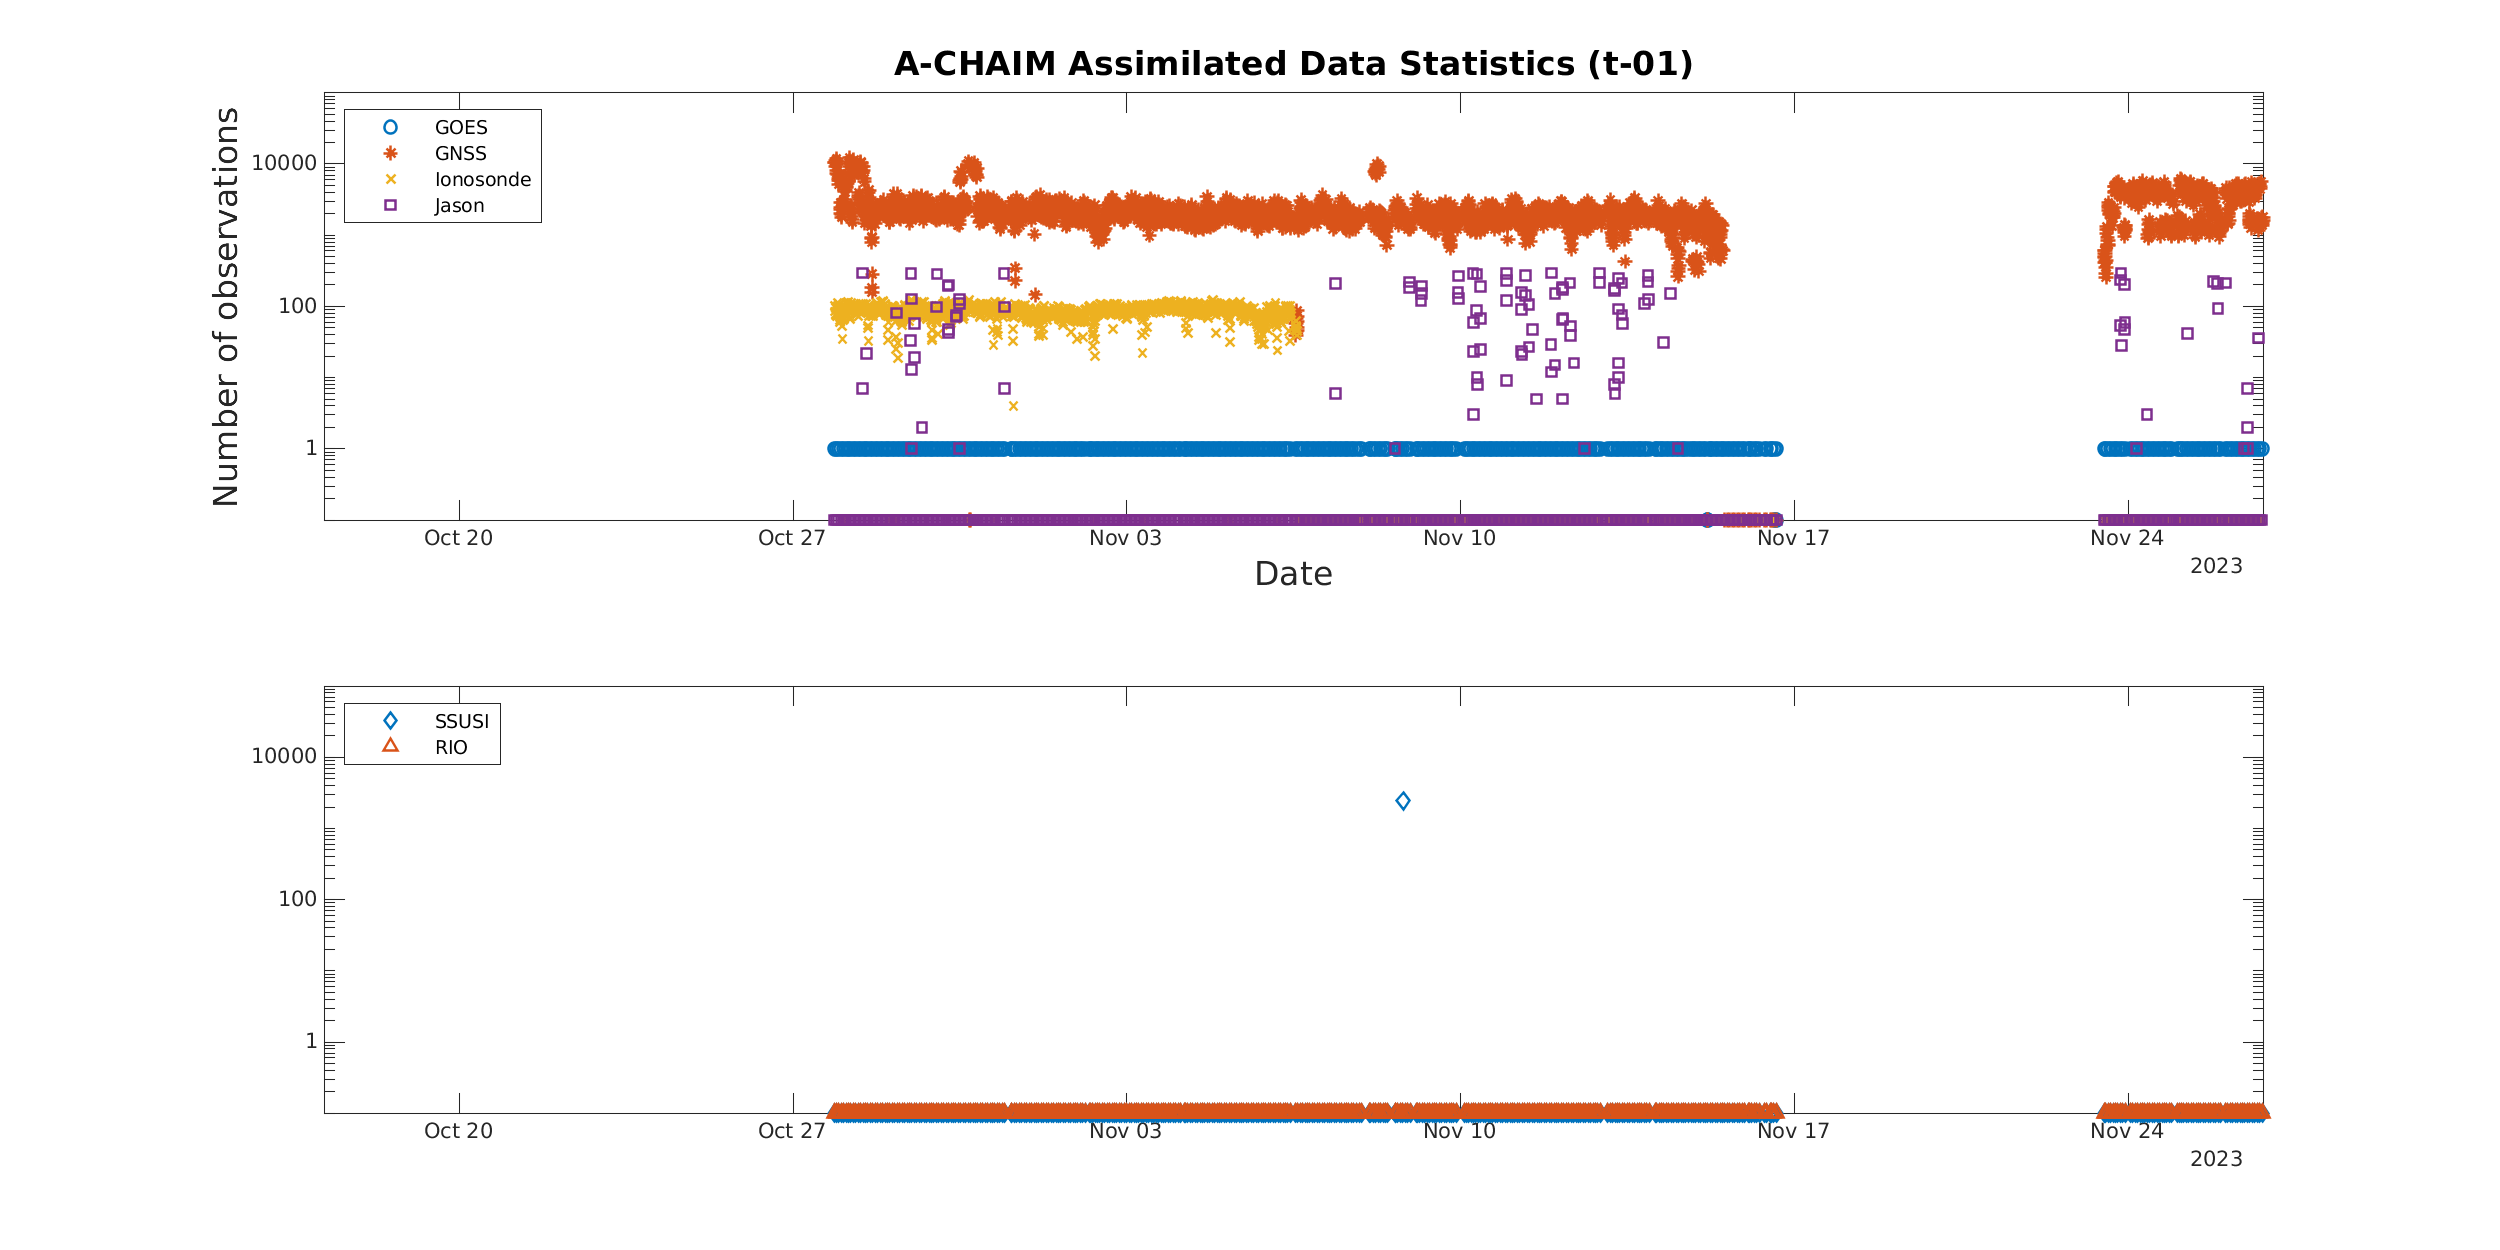 A-CHAIM Assimilated Data Statistics (t-01)
Number of observations
GOES
GNSS
Ionosonde
Jason
10000
100
1
Oct 20 Oct 27 Nov 03 Nov 10 Nov 17 Nov 24
2023
Date
SSUSI
RIO
10000
100
1
Oct 20 Oct 27 Nov 03 Nov 10 Nov 17 Nov 24
2023